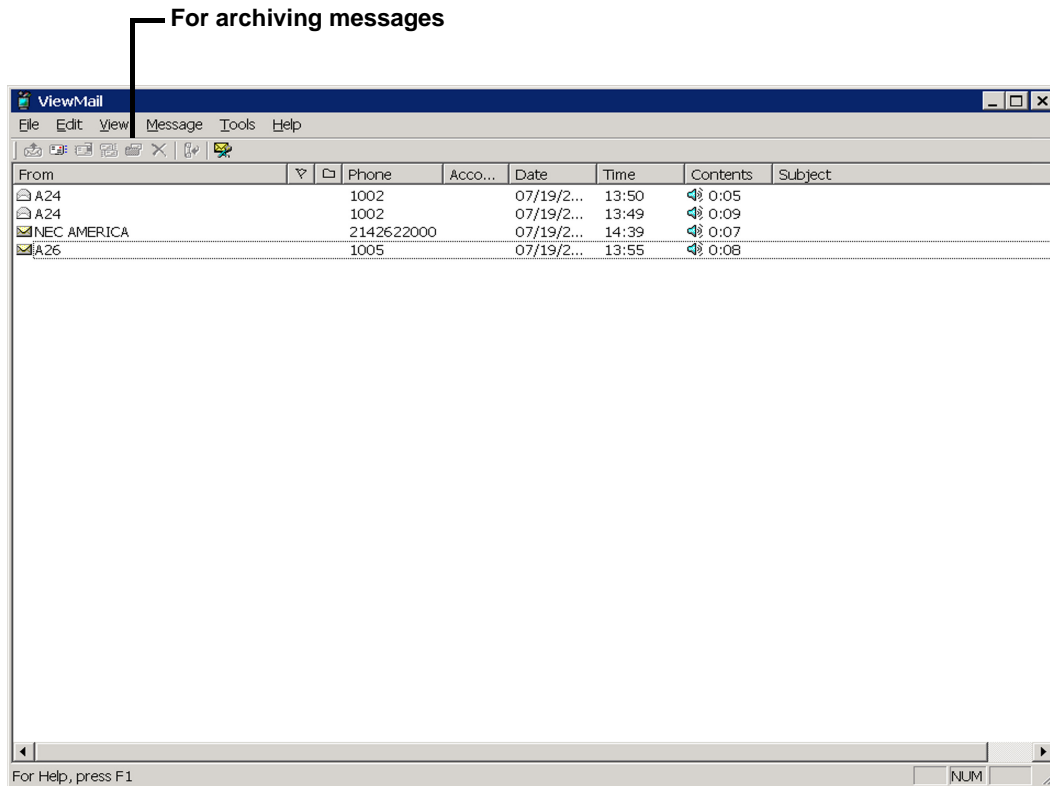 For archiving messages
ViewMail
File Edit View Message Tools Help
From Phone Acco... Date Time Contents Subject
A24 1002 07/19/2... 13:50 0:05
A24 1002 07/19/2... 13:49 0:09
NEC AMERICA 2142622000 07/19/2... 14:39 0:07
A26 1005 07/19/2... 13:55 0:08
For Help, press F1 NUM